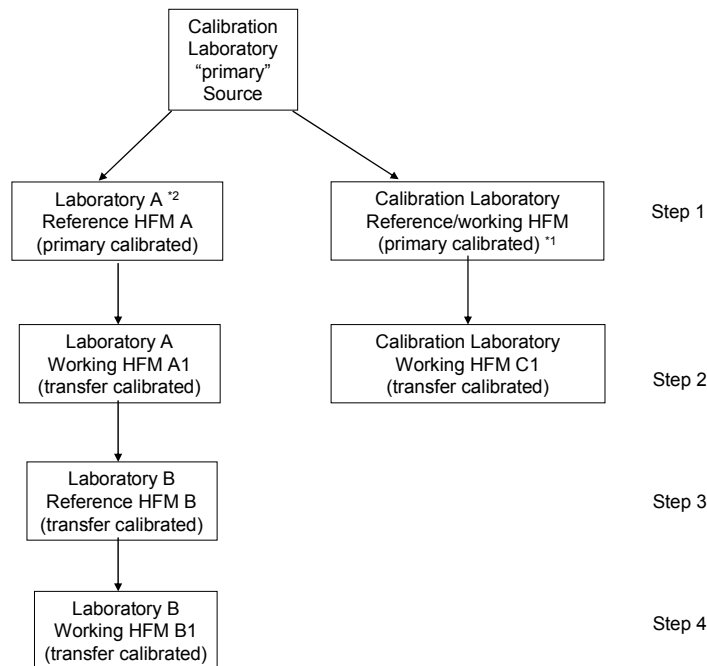 Calibration
Laboratory
“primary”
Source
Laboratory A *2
Reference HFM A
(primary calibrated)
Calibration Laboratory
Reference/working HFM
(primary calibrated) *1
Step 1
Laboratory A
Working HFM A1
(transfer calibrated)
Calibration Laboratory
Working HFM C1
(transfer calibrated)
Step 2
Laboratory B
Reference HFM B
(transfer calibrated)
Step 3
Laboratory B
Working HFM B1
(transfer calibrated)
Step 4